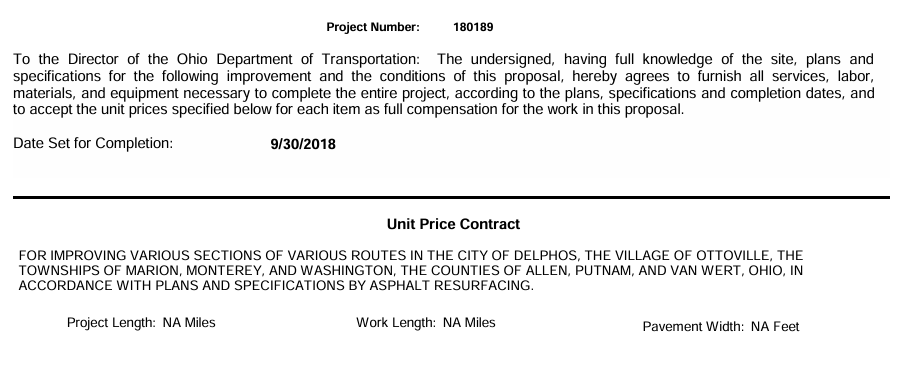 Project Number: 180189
To the Director of the Ohio Department of Transportation: The undersigned, having full knowledge of the site, plans and
specifications for the following improvement and the conditions of this proposal, hereby agrees to furnish all services, labor,
materials, and equipment necessary to complete the entire project, according to the plans, specifications and completion dates, and
to accept the unit prices specified below for each item as full compensation for the work in this proposal.
Date Set for Completion: 9/30/2018
Unit Price Contract
FOR IMPROVING VARIOUS SECTIONS OF VARIOUS ROUTES IN THE CITY OF DELPHOS, THE VILLAGE OF OTTOVILLE, THE
TOWNSHIPS OF MARION, MONTEREY, AND WASHINGTON, THE COUNTIES OF ALLEN, PUTNAM, AND VAN WERT, OHIO, IN
ACCORDANCE WITH PLANS AND SPECIFICATIONS BY ASPHALT RESURFACING.
Project Length: NA Miles Work Length: NA Miles Pavement Width: NA Feet